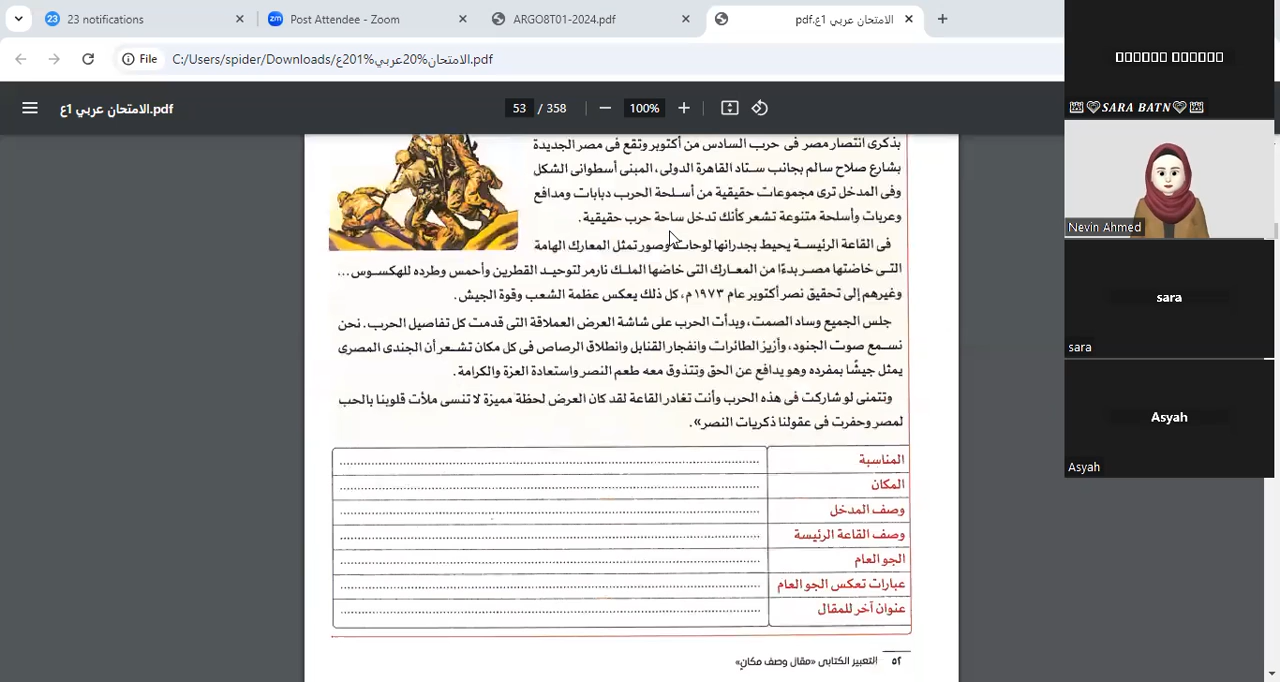 23 notifications
Post Attendee - Zoom
ARGO8T01-2024.pdf
الامتحان عربي 1ع.pdf
File
C:/Users/spider/Downloads/الامتحان%20عربي%201ع.pdf
الامتحان عربي 1ع.pdf
53 / 358
100%
بذكرى انتصار مصر فى حرب السادس من أكتوبر وتقع فى مصر الجديدة
بشارع صلاح سالم بجانب ستاد القاهرة الدولى، المبنى أسطوانى الشكل
وفى المدخل ترى مجموعات حقيقية من أسلحة الحرب دبابات ومدافع
وعربات وأسلحة متنوعة تشعر كأنك تدخل ساحة حرب حقيقية.
فى القاعة الرئيسة يحيط بجدرانها لوحات وصور تمثل المعارك الهامة
التى خاضتها مصر بدءًا من المعارك التى خاضها الملك نارمر لتوحيد القطرين وأحمس وطرده للهكسوس...
وغيرهم إلى تحقيق نصر أكتوبر عام ١٩٧٣م، كل ذلك يعكس عظمة الشعب وقوة الجيش.
جلس الجميع وساد الصمت، وبدأت الحرب على شاشة العرض العملاقة التى قدمت كل تفاصيل الحرب. نحن
نسمع صوت الجنود، وأزيز الطائرات وانفجار القنابل وانطلاق الرصاص فى كل مكان تشعر أن الجندى المصرى
يمثل جيشًا بمفرده وهو يدافع عن الحق وتتذوق معه طعم النصر واستعادة العزة والكرامة.
وتتمنى لو شاركت فى هذه الحرب وأنت تغادر القاعة لقد كان العرض لحظة مميزة لا تنسى ملأت قلوبنا بالحب
لمصر وحفرت فى عقولنا ذكريات النصر».
المناسبة
المكان
وصف المدخل
وصف القاعة الرئيسة
الجو العام
عبارات تعكس الجو العام
عنوان آخر للمقال
٥٢ التعبير الكتابى «مقال وصف مكان»
𝑺𝑨𝑹𝑨 𝑩𝑨𝑻𝑵
Nevin Ahmed
sara
sara
Asyah
Asyah